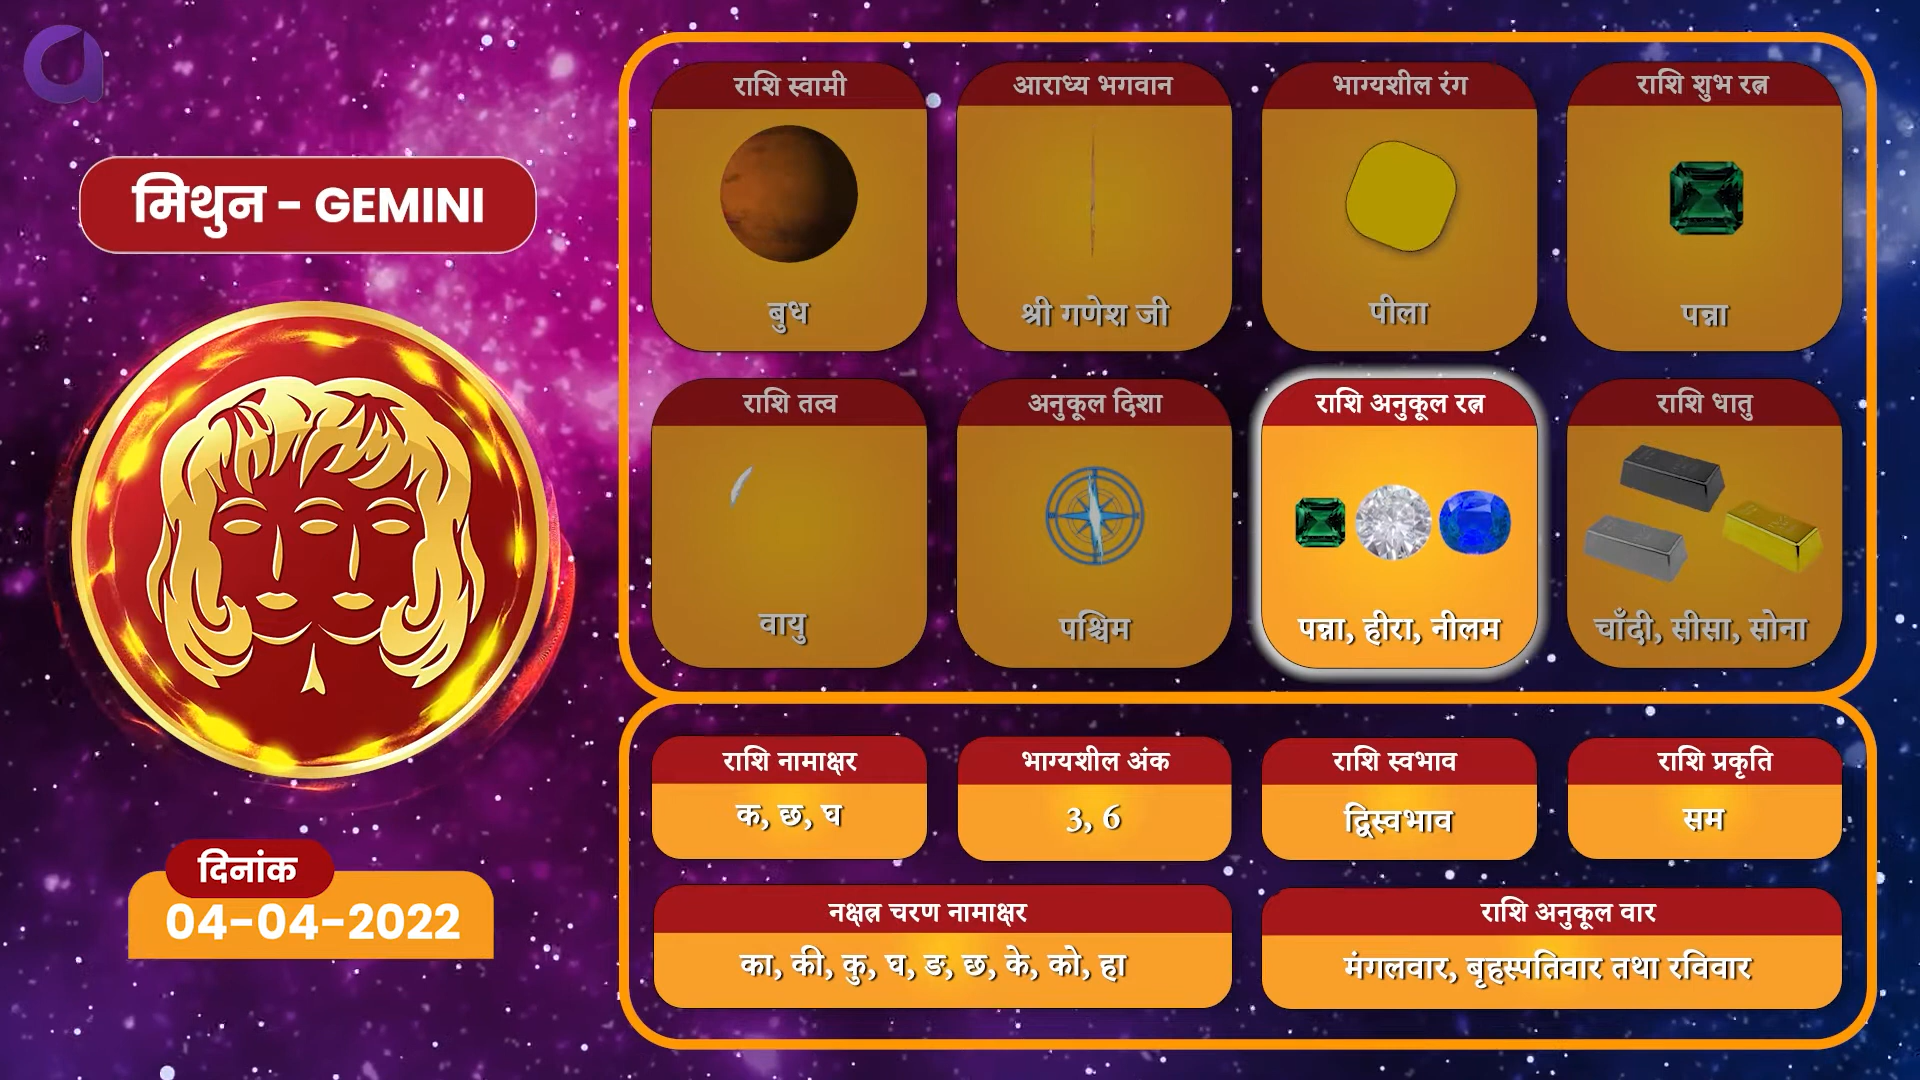 मिथुन - GEMINI
दिनांक
04-04-2022
राशि स्वामी
बुध
आराध्य भगवान
श्री गणेश जी
भाग्यशील रंग
पीला
राशि शुभ रत्न
पन्ना
राशि तत्व
वायु
अनुकूल दिशा
पश्चिम
राशि अनुकूल रत्न
पन्ना, हीरा, नीलम
राशि धातु
चाँदी, सीसा, सोना
राशि नामाक्षर
क, छ, घ
भाग्यशील अंक
3, 6
राशि स्वभाव
द्विस्वभाव
राशि प्रकृति
सम
नक्षत्र चरण नामाक्षर
का, की, कु, घ, ङ, छ, के, को, हा
राशि अनुकूल वार
मंगलवार, बृहस्पतिवार तथा रविवार